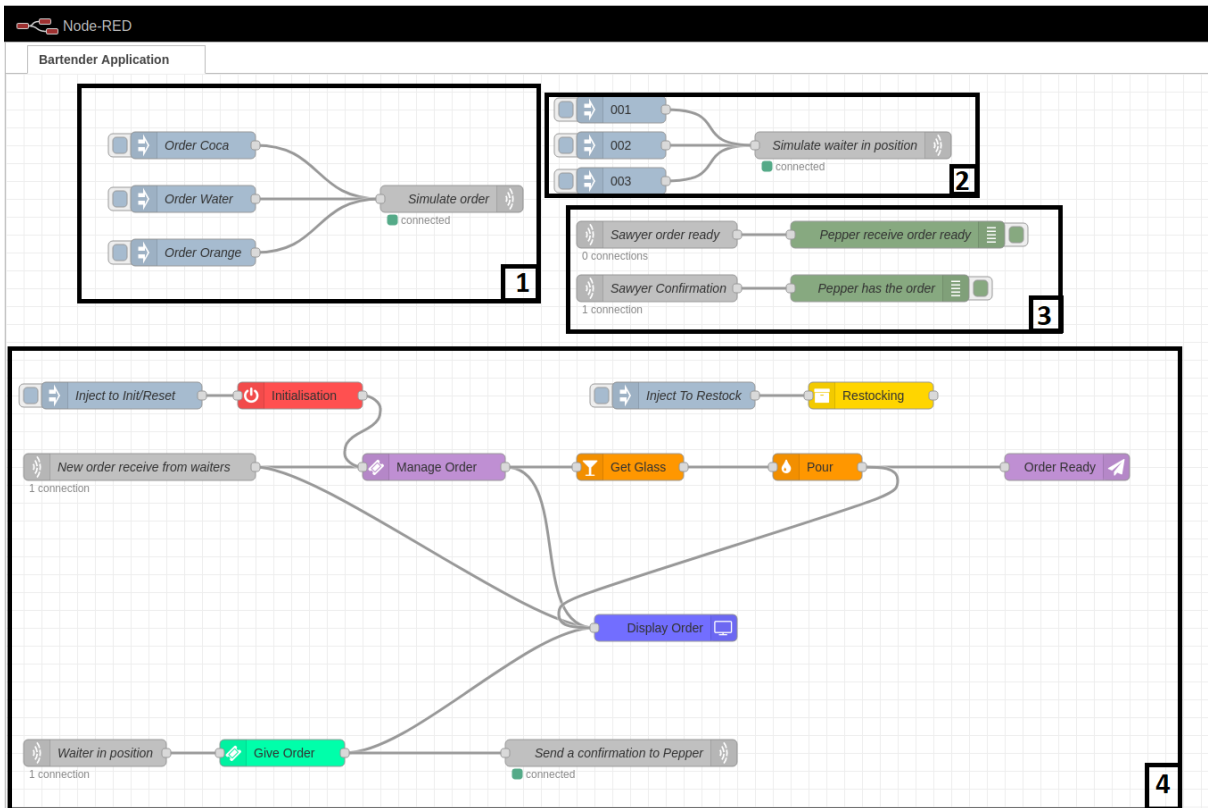 Node-RED
Bartender Application
Order Coca
Order Water
Order Orange
Simulate order
connected
1
001
002
003
Simulate waiter in position
connected
2
Sawyer order ready
0 connections
Pepper receive order ready
Sawyer Confirmation
1 connection
Pepper has the order
3
Inject to Init/Reset
Initialisation
Inject To Restock
Restocking
New order receive from waiters
1 connection
Manage Order
Get Glass
Pour
Order Ready
Display Order
Waiter in position
1 connection
Give Order
Send a confirmation to Pepper
connected
4